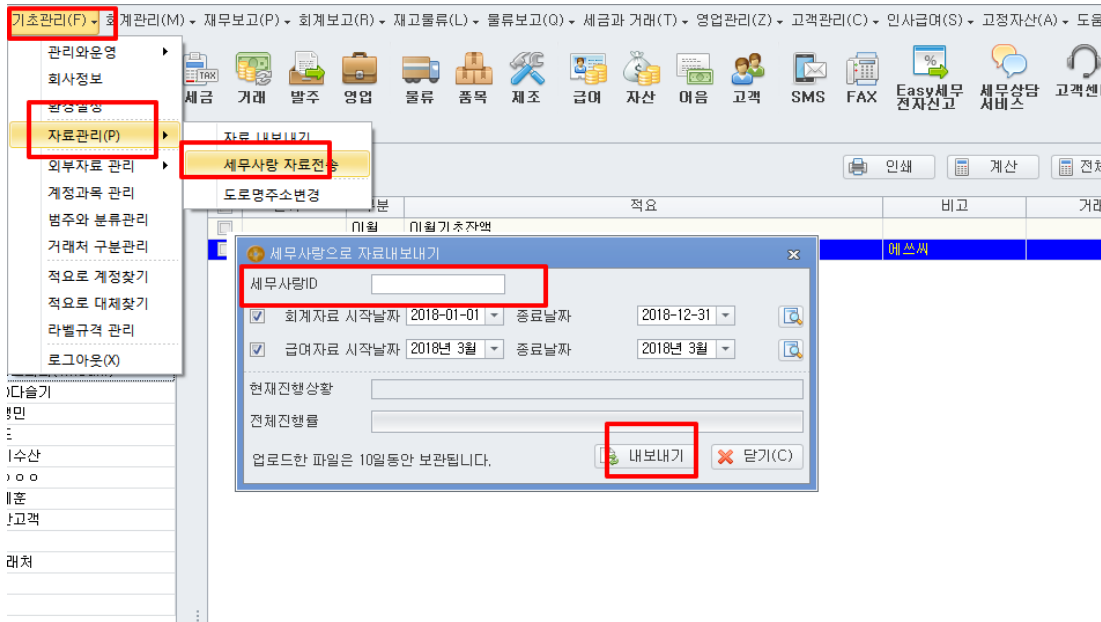 기초관리(F) 회계관리(M) 재무보고(P) 회계보고(R) 재고물류(L) 물류보고(Q) 세금과 거래(T) 영업관리(Z) 고객관리(C) 인사급여(S) 고정자산(A)
관리와운영
회사정보
환경설정
자료관리(P)
외부자료 관리
계정과목 관리
범주와 분류관리
거래처 구분관리
적요로 계정찾기
적요로 대체찾기
라벨규격 관리
로그아웃(X)
TAX %
세금 거래 발주 영업 물류 품목 제조 급여 자산 어음 고객 SMS FAX Easy세무 전자신고 세무상담 서비스
자료 내보내기
세무사랑 자료전송
도로명주소변경
인쇄 계산
적요 비고
이월 이월기초잔액
에쓰씨
세무사랑으로 자료내보내기
세무사랑ID
회계자료 시작날짜 2018-01-01 종료날짜 2018-12-31
급여자료 시작날짜 2018년 3월 종료날짜 2018년 3월
현재진행상황
전체진행률
업로드한 파일은 10일동안 보관됩니다.
내보내기 닫기(C)
다슬기
수산
고객
래처